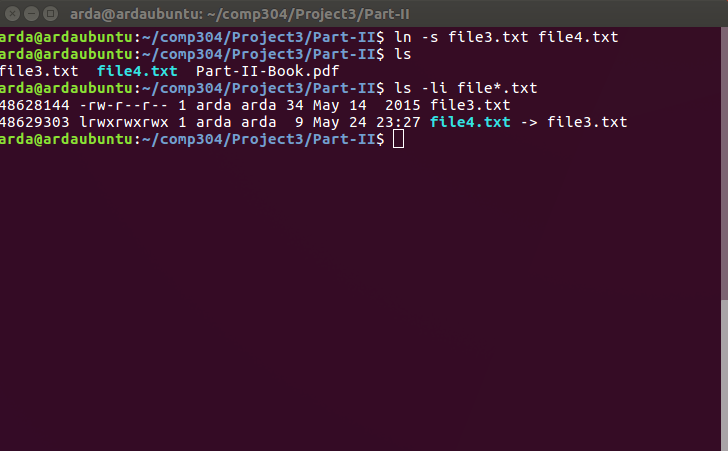 arda@ardaubuntu: ~/comp304/Project3/Part-II
arda@ardaubuntu:~/comp304/Project3/Part-II$ ln -s file3.txt file4.txt
arda@ardaubuntu:~/comp304/Project3/Part-II$ ls
file3.txt  file4.txt  Part-II-Book.pdf
arda@ardaubuntu:~/comp304/Project3/Part-II$ ls -li file*.txt
48628144 -rw-r--r-- 1 arda arda 34 May 14  2015 file3.txt
48629303 lrwxrwxrwx 1 arda arda  9 May 24 23:27 file4.txt -> file3.txt
arda@ardaubuntu:~/comp304/Project3/Part-II$